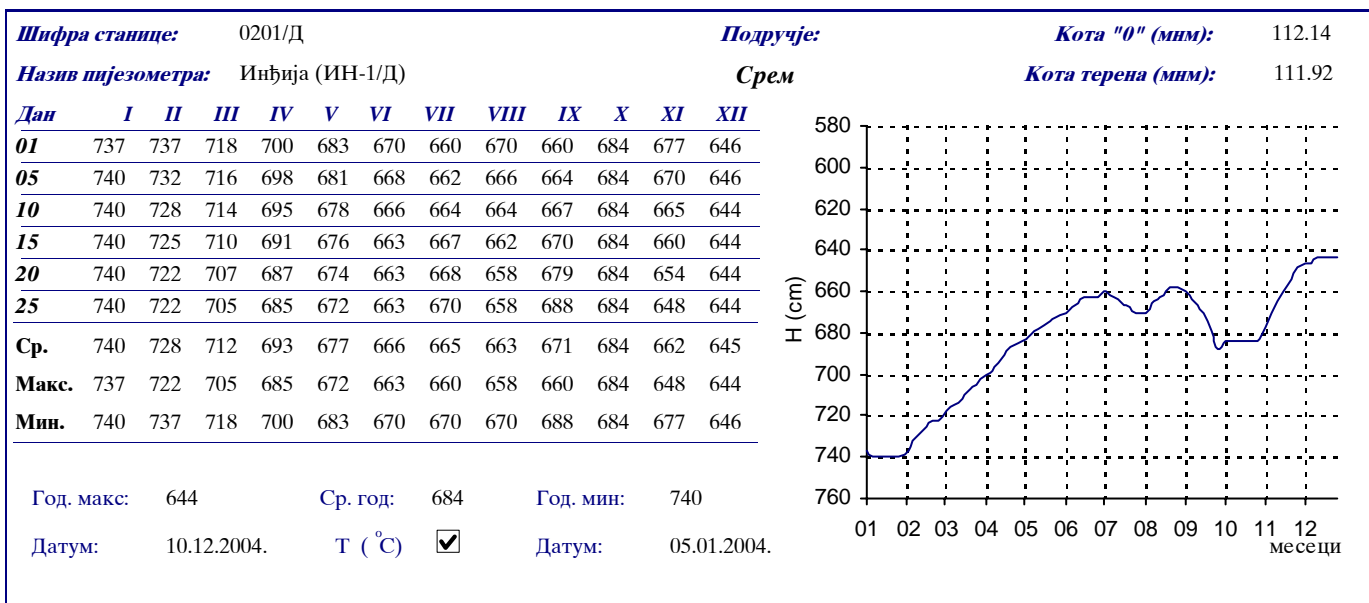 Шифра станице: 0201/Д Подручје: Кота "0" (мнм): 112.14
Назив пијезометра: Инђија (ИН-1/Д) Срем Кота терена (мнм): 111.92
Дан I II III IV V VI VII VIII IX X XI XII
01 737 737 718 700 683 670 660 670 660 684 677 646
05 740 732 716 698 681 668 662 666 664 684 670 646
10 740 728 714 695 678 666 664 664 667 684 665 644
15 740 725 710 691 676 663 667 662 670 684 660 644
20 740 722 707 687 674 663 668 658 679 684 654 644
25 740 722 705 685 672 663 670 658 688 684 648 644
Ср. 740 728 712 693 677 666 665 663 671 684 662 645
Макс. 737 722 705 685 672 663 660 658 660 684 648 644
Мин. 740 737 718 700 683 670 670 670 688 684 677 646
Год. макс: 644 Ср. год: 684 Год. мин: 740
Датум: 10.12.2004. Т ( °C) Датум: 05.01.2004.
580
600
620
640
660
680
700
720
740
760
H (cm)
01 02 03 04 05 06 07 08 09 10 11 12
месеци